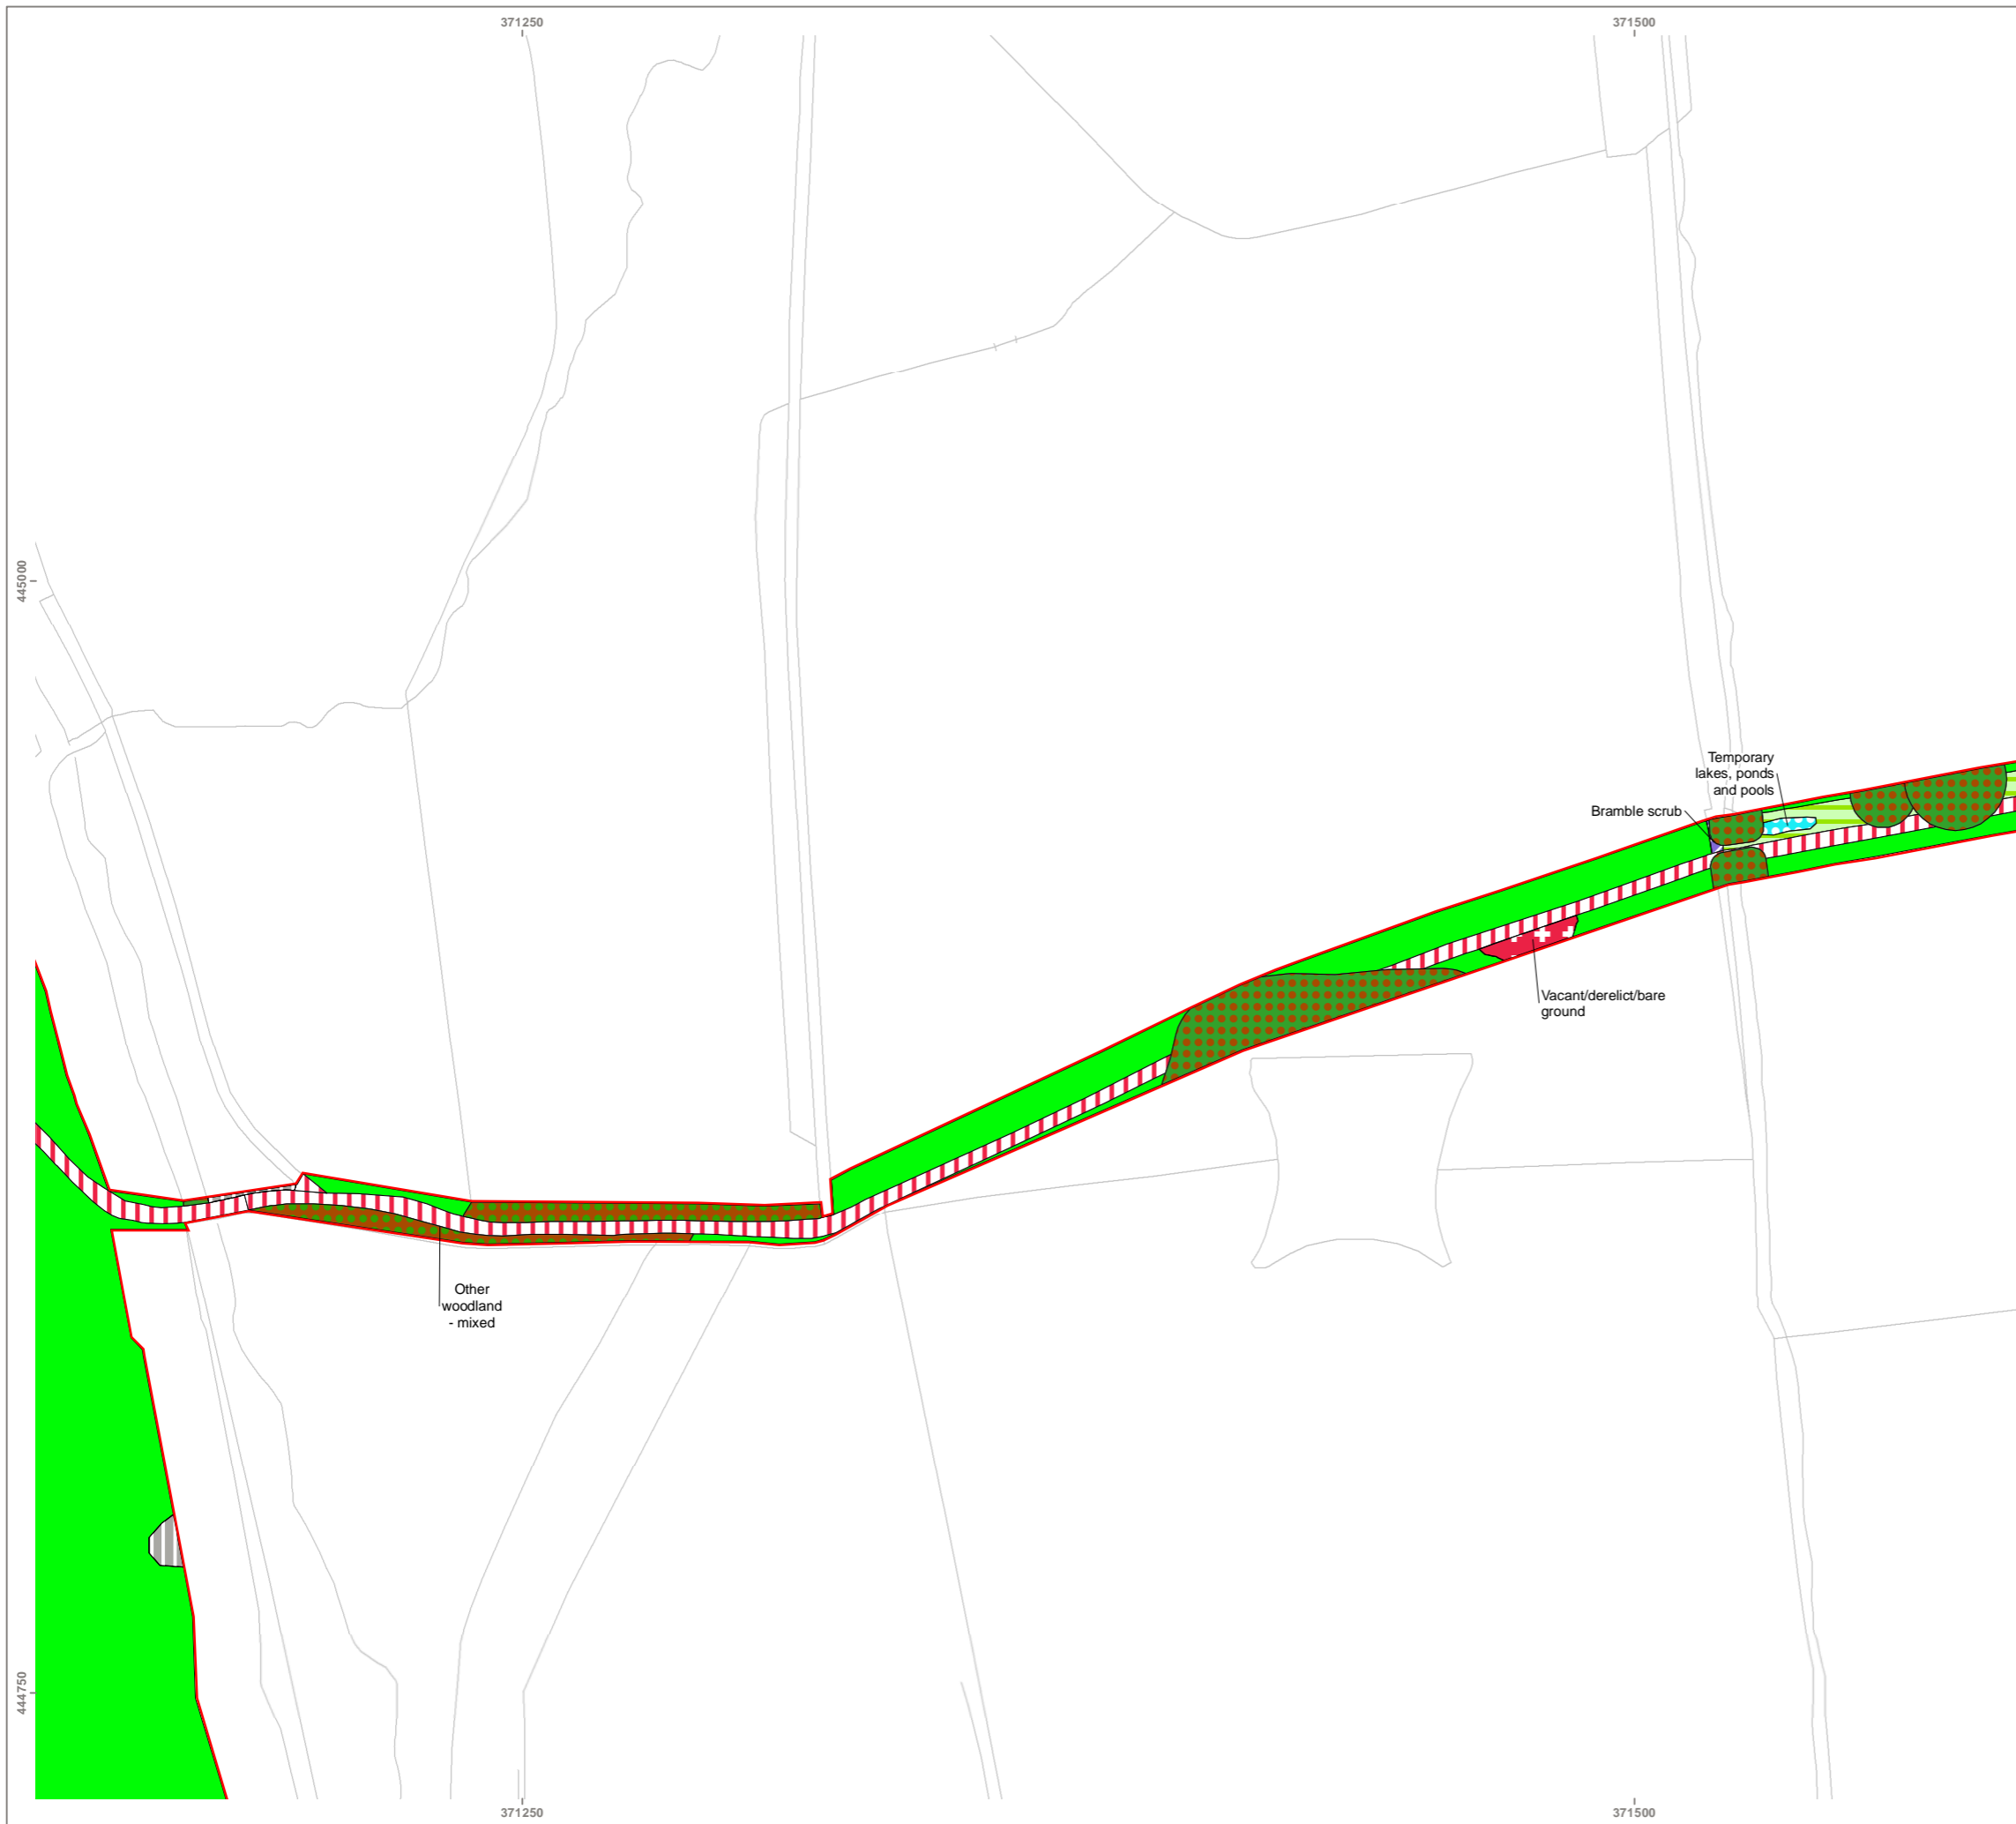 371250
371500
445000
Temporary
lakes, ponds
and pools
Bramble scrub
Vacant/derelict/bare
ground
Other
woodland
- mixed
444750
371250
371500